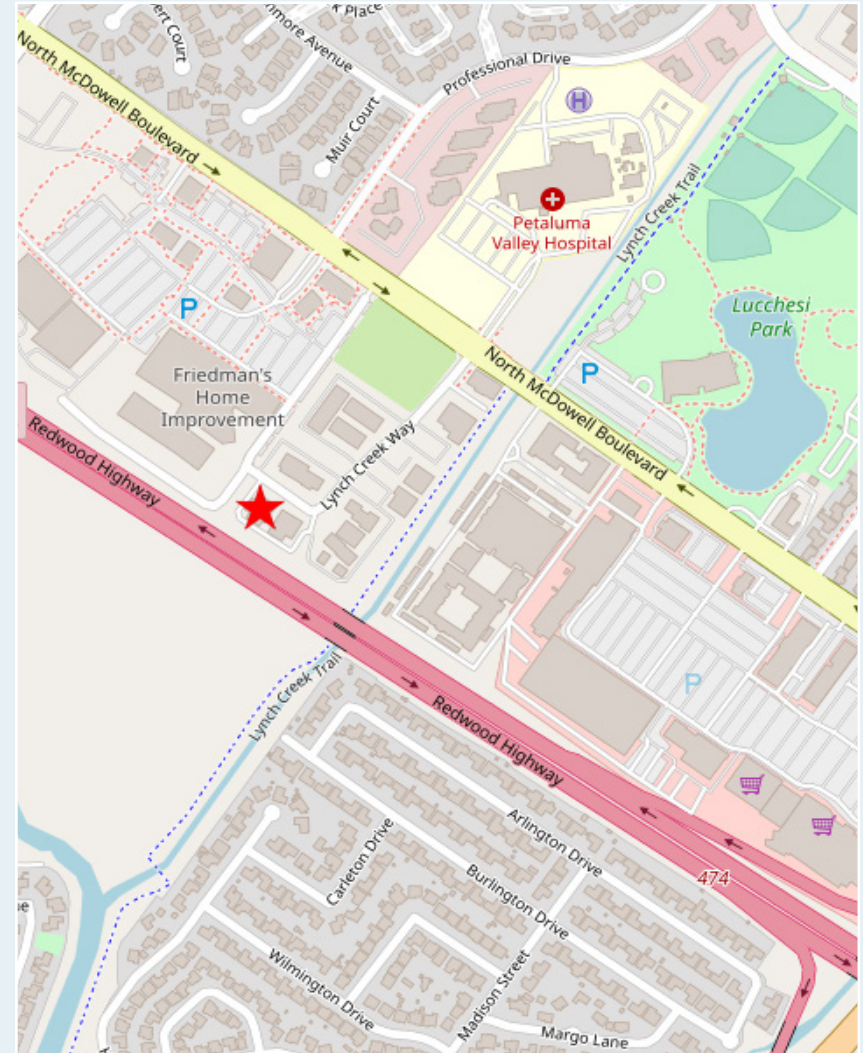 ert Court
nmore Avenue
k Place
North McDowell Boulevard
Muir Court
Professional Drive
H
Petaluma
Valley Hospital
Lynch Creek Trail
Lucchesi
Park
P
P
Friedman's
Home
Improvement
North McDowell Boulevard
Lynch Creek Way
Redwood Highway
P
Lynch Creek Trail
Redwood Highway
474
Arlington Drive
Carleton Drive
Burlington Drive
Wilmington Drive
Madison Street
Margo Lane